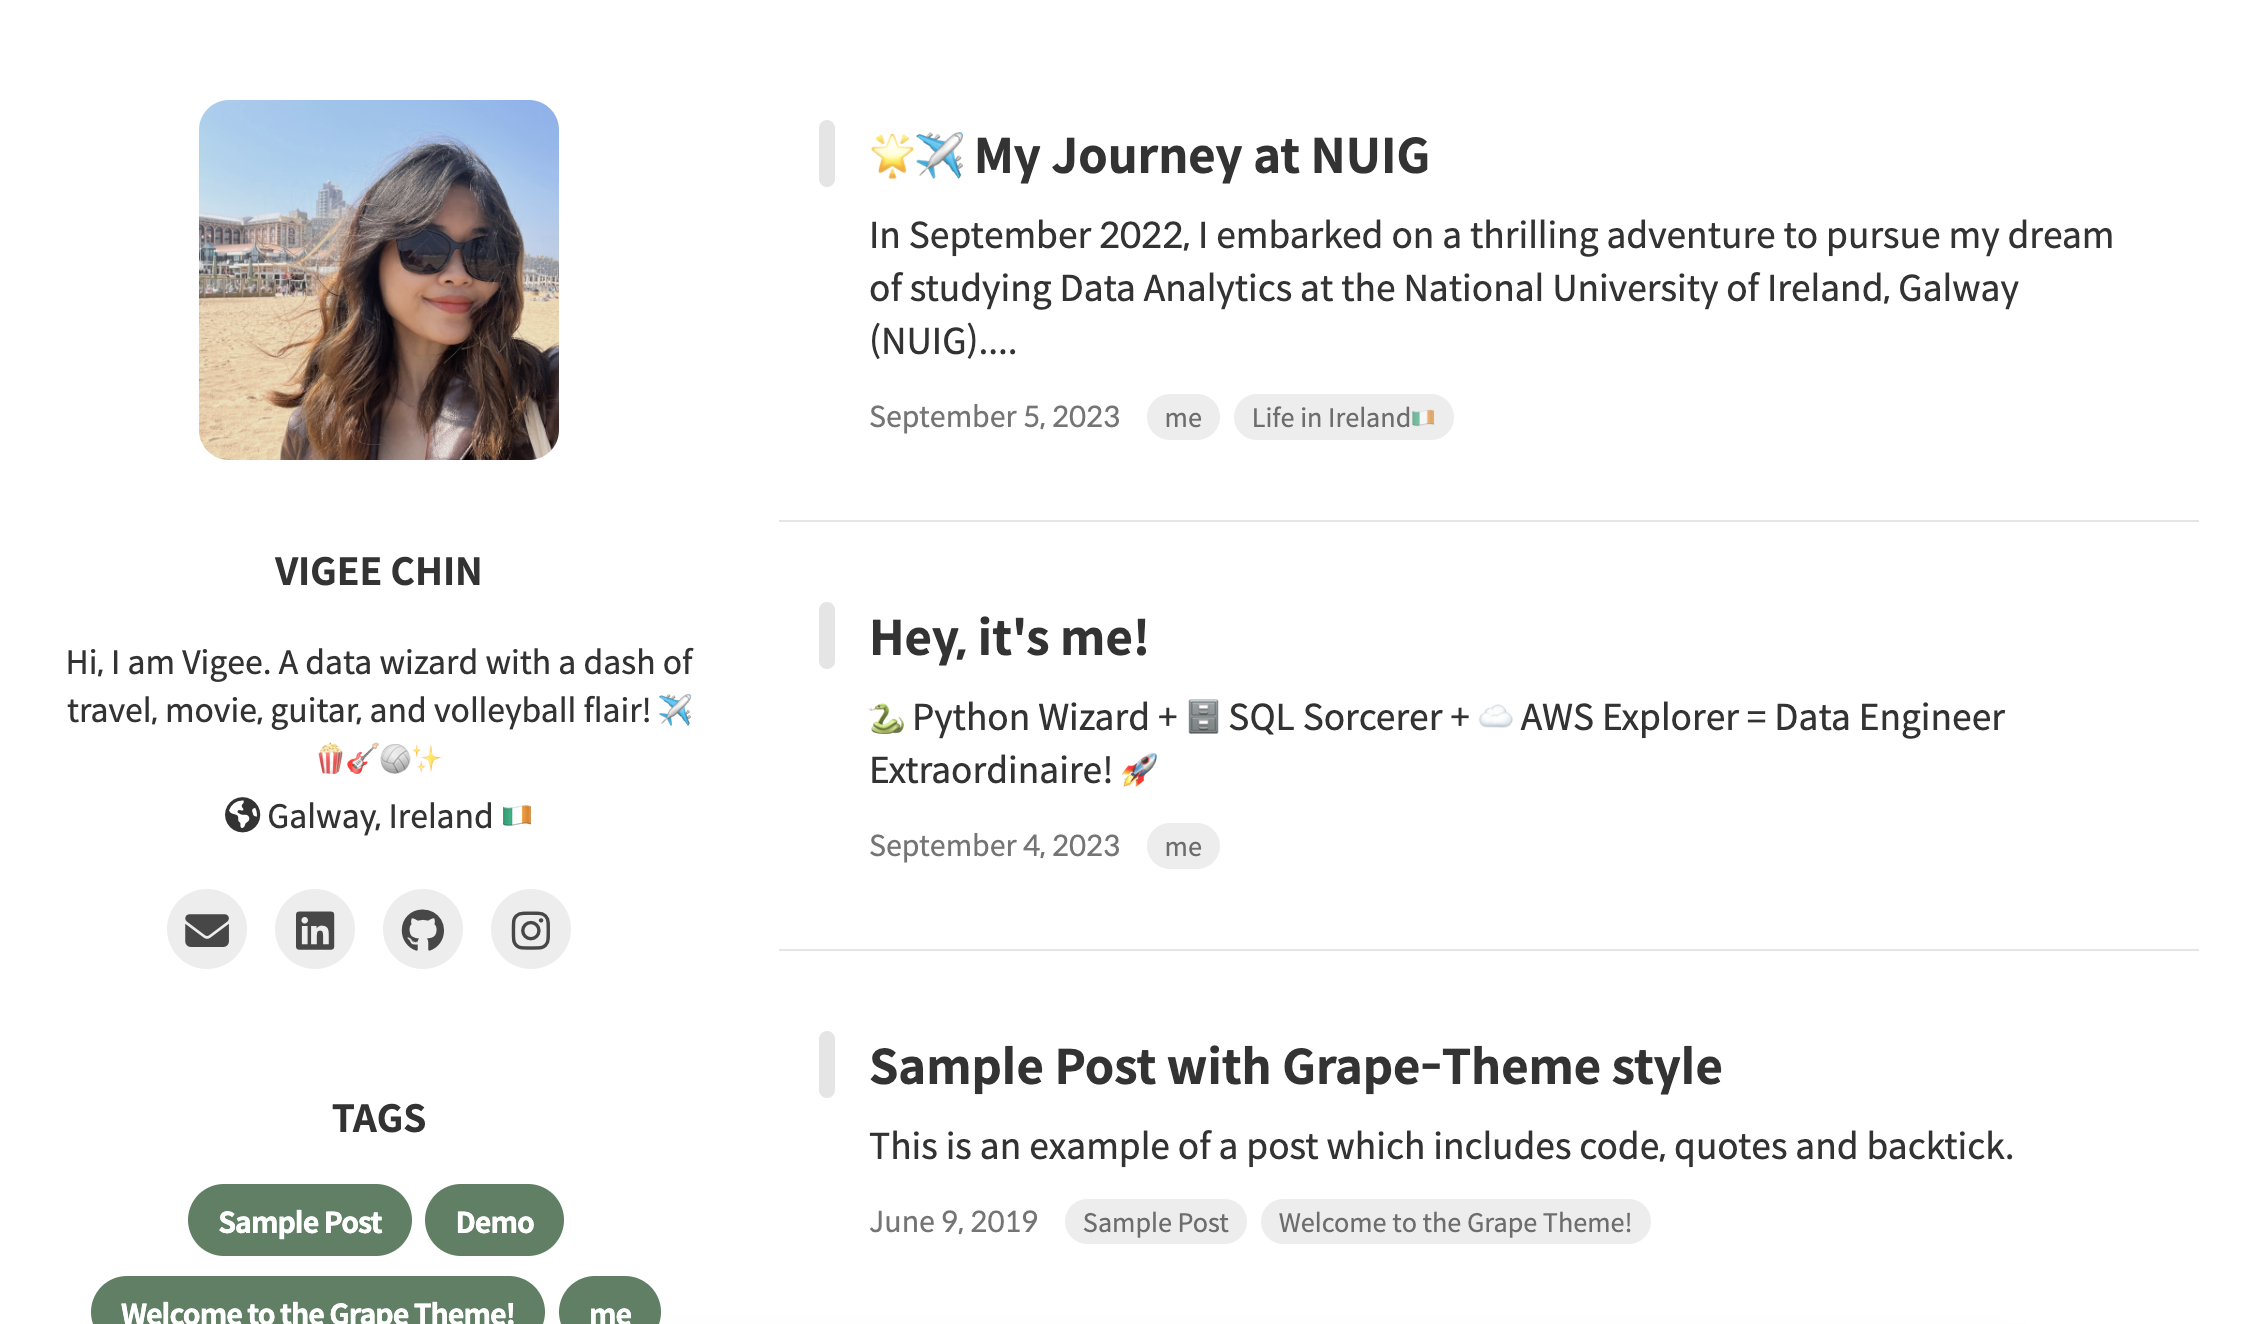 VIGEE CHIN
Hi, I am Vigee. A data wizard with a dash of
travel, movie, guitar, and volleyball flair! ✈️
🍿🎸🏐✨
Galway, Ireland 🇮🇪
TAGS
Sample Post
Demo
Welcome to the Grape Theme!
me
🌟✈️ My Journey at NUIG
In September 2022, I embarked on a thrilling adventure to pursue my dream
of studying Data Analytics at the National University of Ireland, Galway
(NUIG)....
September 5, 2023 me Life in Ireland🇮🇪
Hey, it's me!
🐍 Python Wizard + 🗄️ SQL Sorcerer + ☁️ AWS Explorer = Data Engineer
Extraordinaire! 🚀
September 4, 2023 me
Sample Post with Grape-Theme style
This is an example of a post which includes code, quotes and backtick.
June 9, 2019 Sample Post Welcome to the Grape Theme!